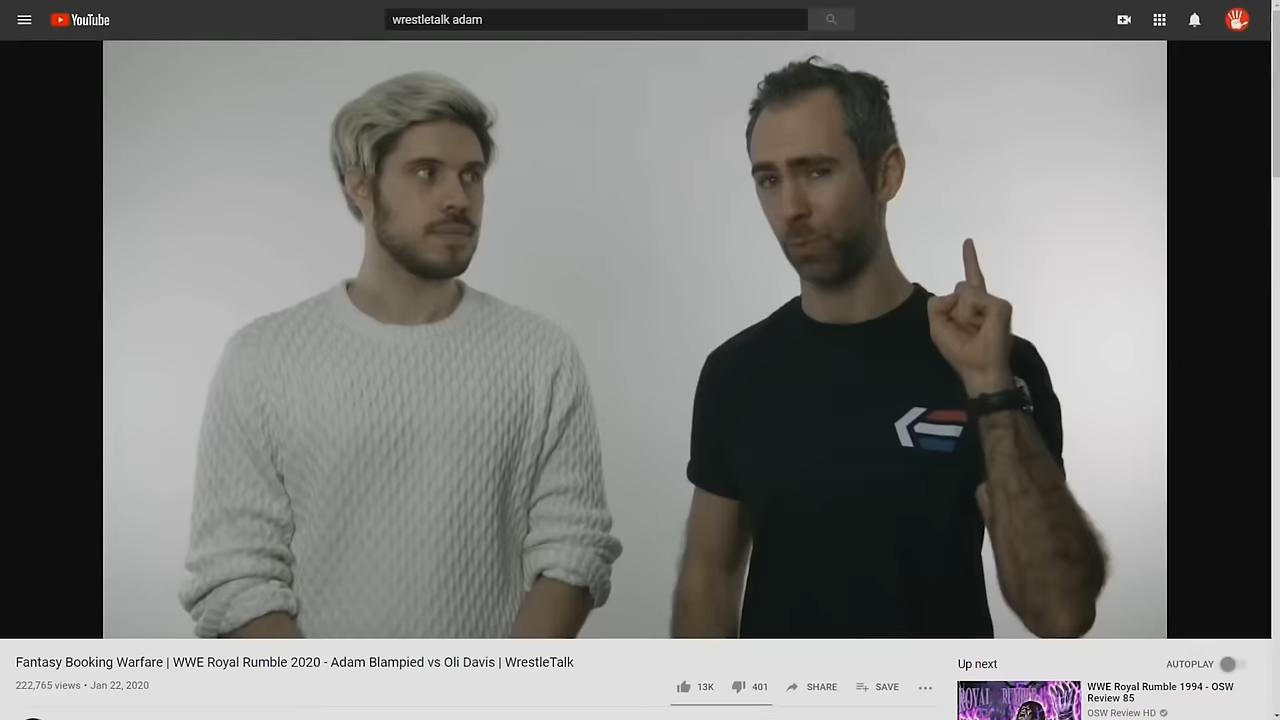 YouTube
wrestletalk adam
Fantasy Booking Warfare | WWE Royal Rumble 2020 - Adam Blampied vs Oli Davis | WrestleTalk
222,765 views • Jan 22, 2020
13K
401
SHARE
SAVE
Up next
AUTOPLAY
ROYAL RUMBLE
WWE Royal Rumble 1994 - OSW
Review 85
OSW Review HD